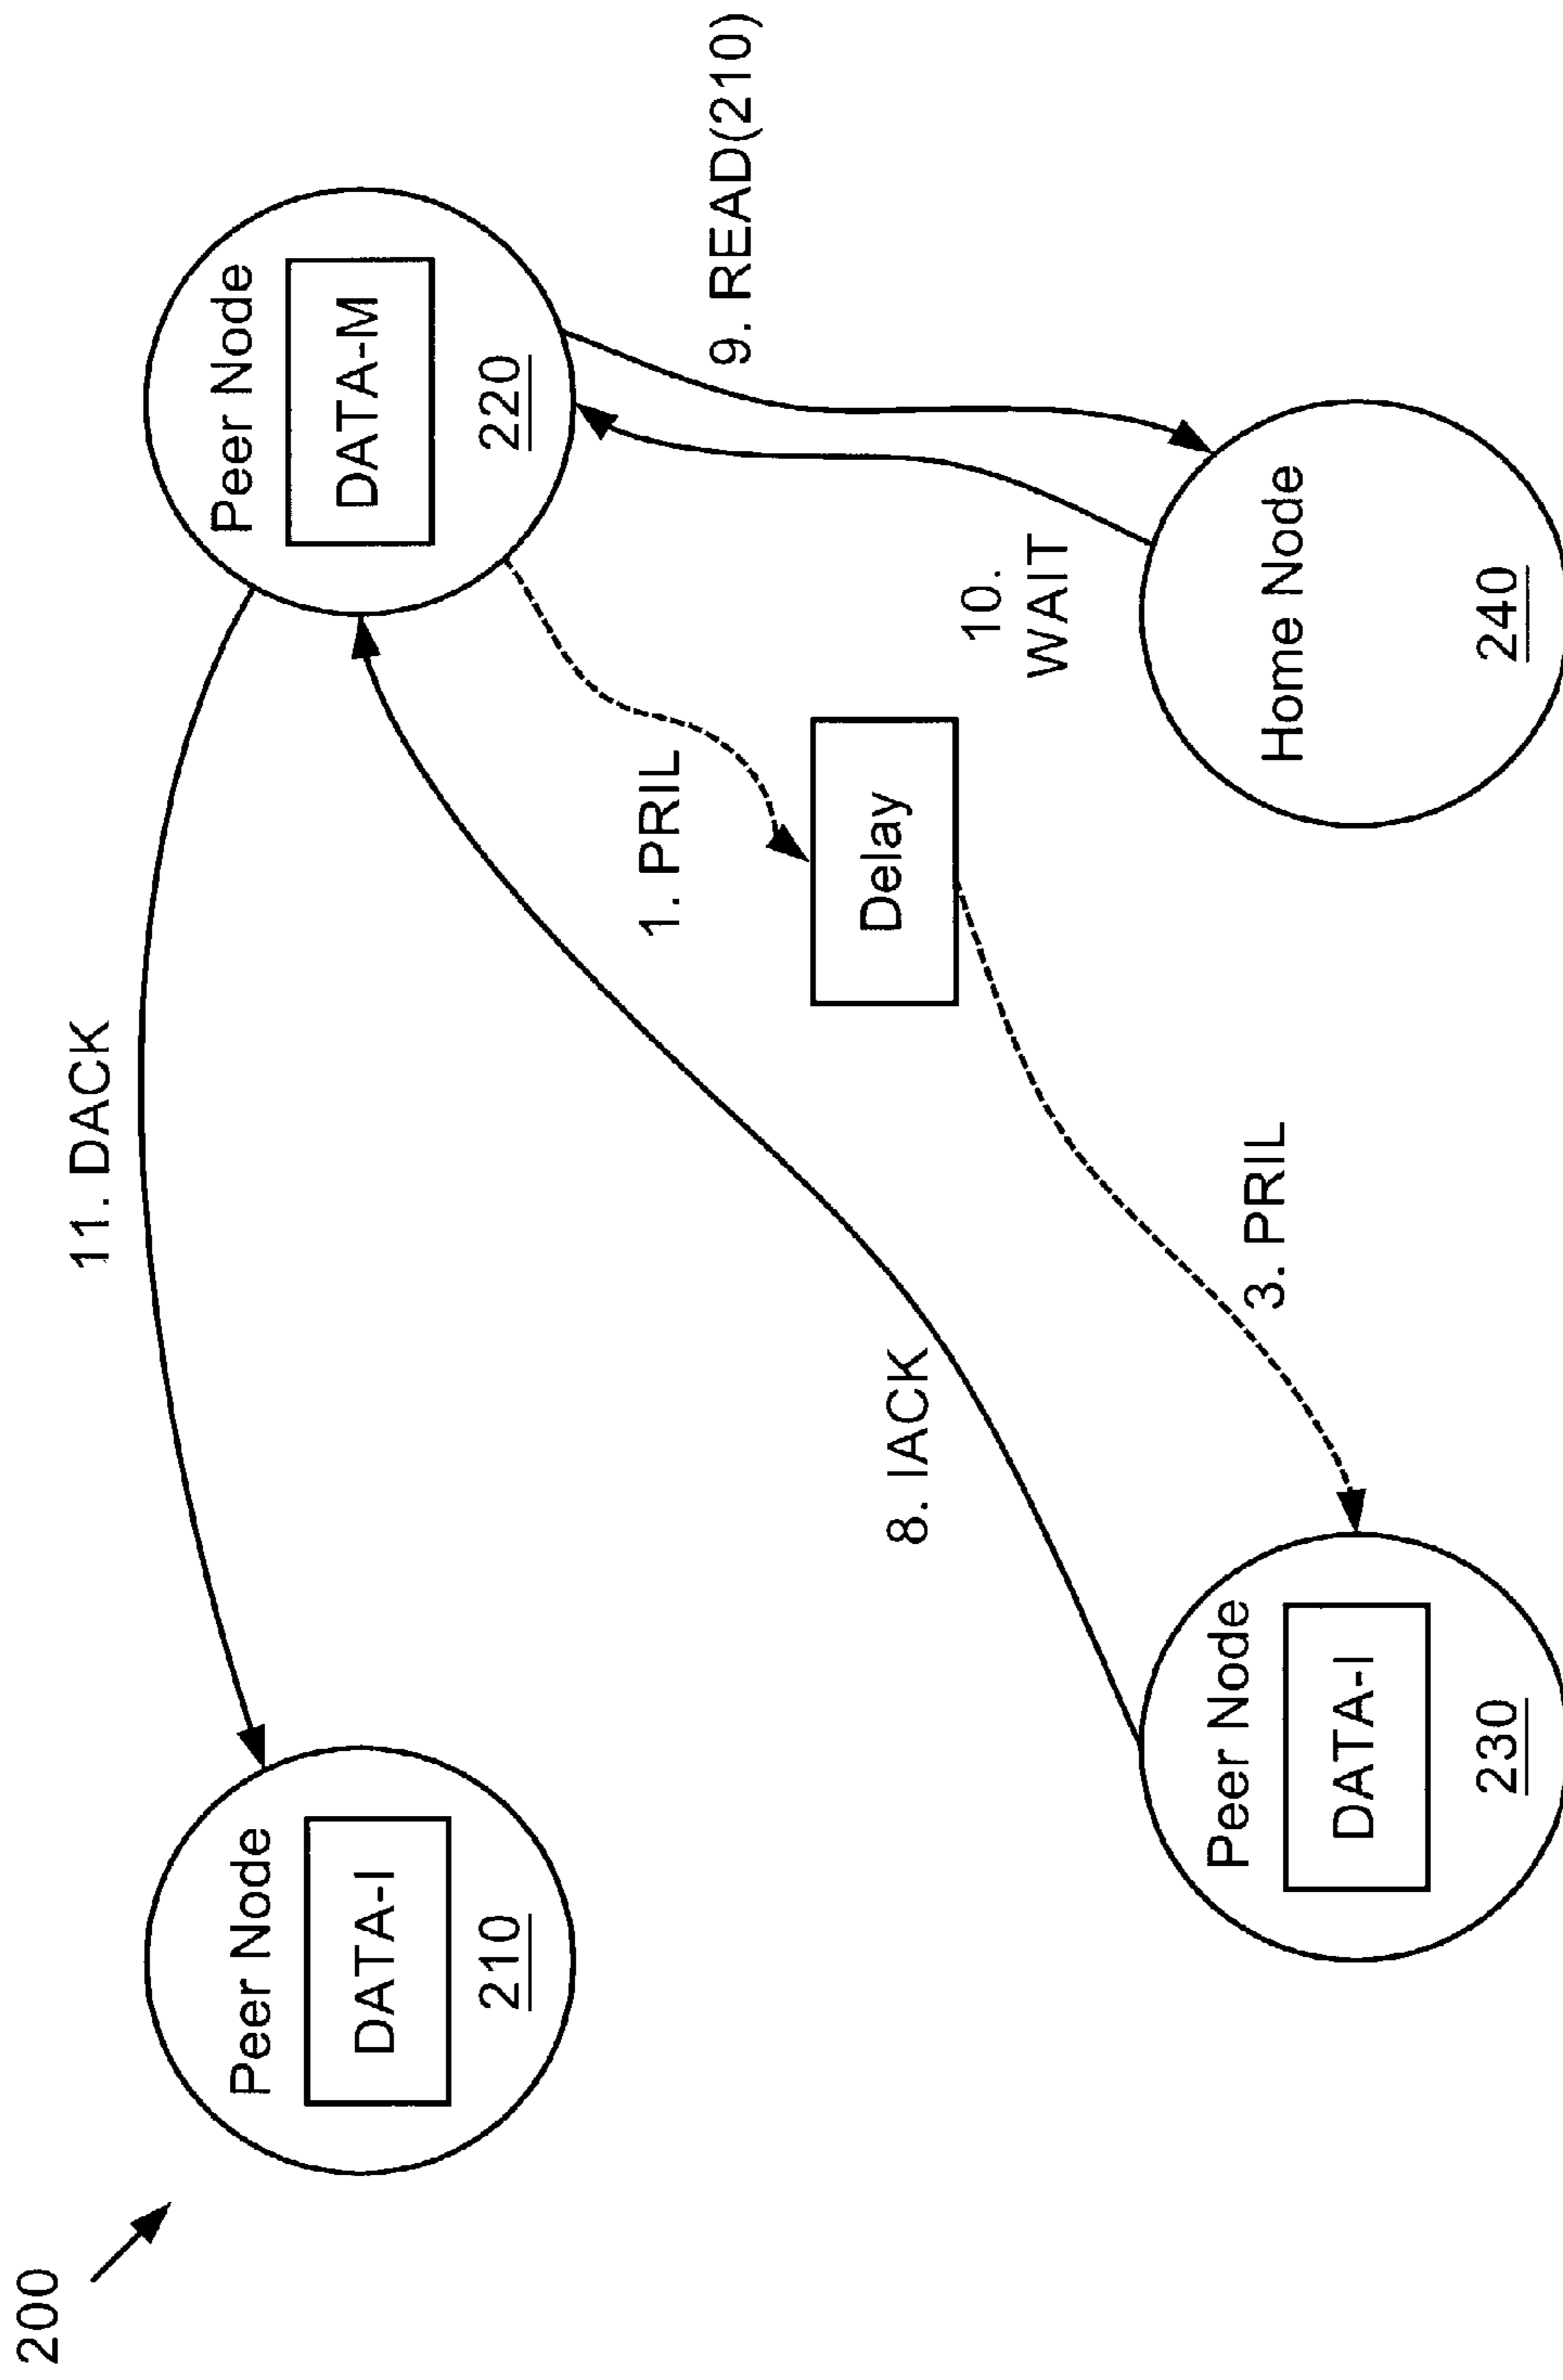 200
Peer Node
DATA-I
210
11. DACK
Peer Node
DATA-M
220
1. PRIL
9. READ(210)
Delay
8. IACK
10.
WAIT
3. PRIL
Peer Node
DATA-I
230
Home Node
240